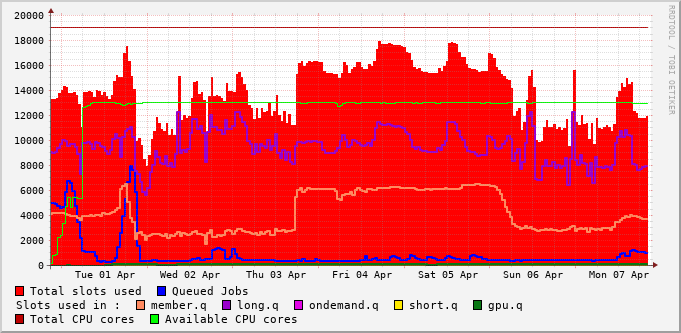 RRDTOOL / TOBI OETIKER
20000
18000
16000
14000
12000
10000
8000
6000
4000
2000
0
Tue 01 Apr Wed 02 Apr Thu 03 Apr Fri 04 Apr Sat 05 Apr Sun 06 Apr Mon 07 Apr
Total slots used Queued Jobs
Slots used in : member.q long.q ondemand.q short.q gpu.q
Total CPU cores Available CPU cores